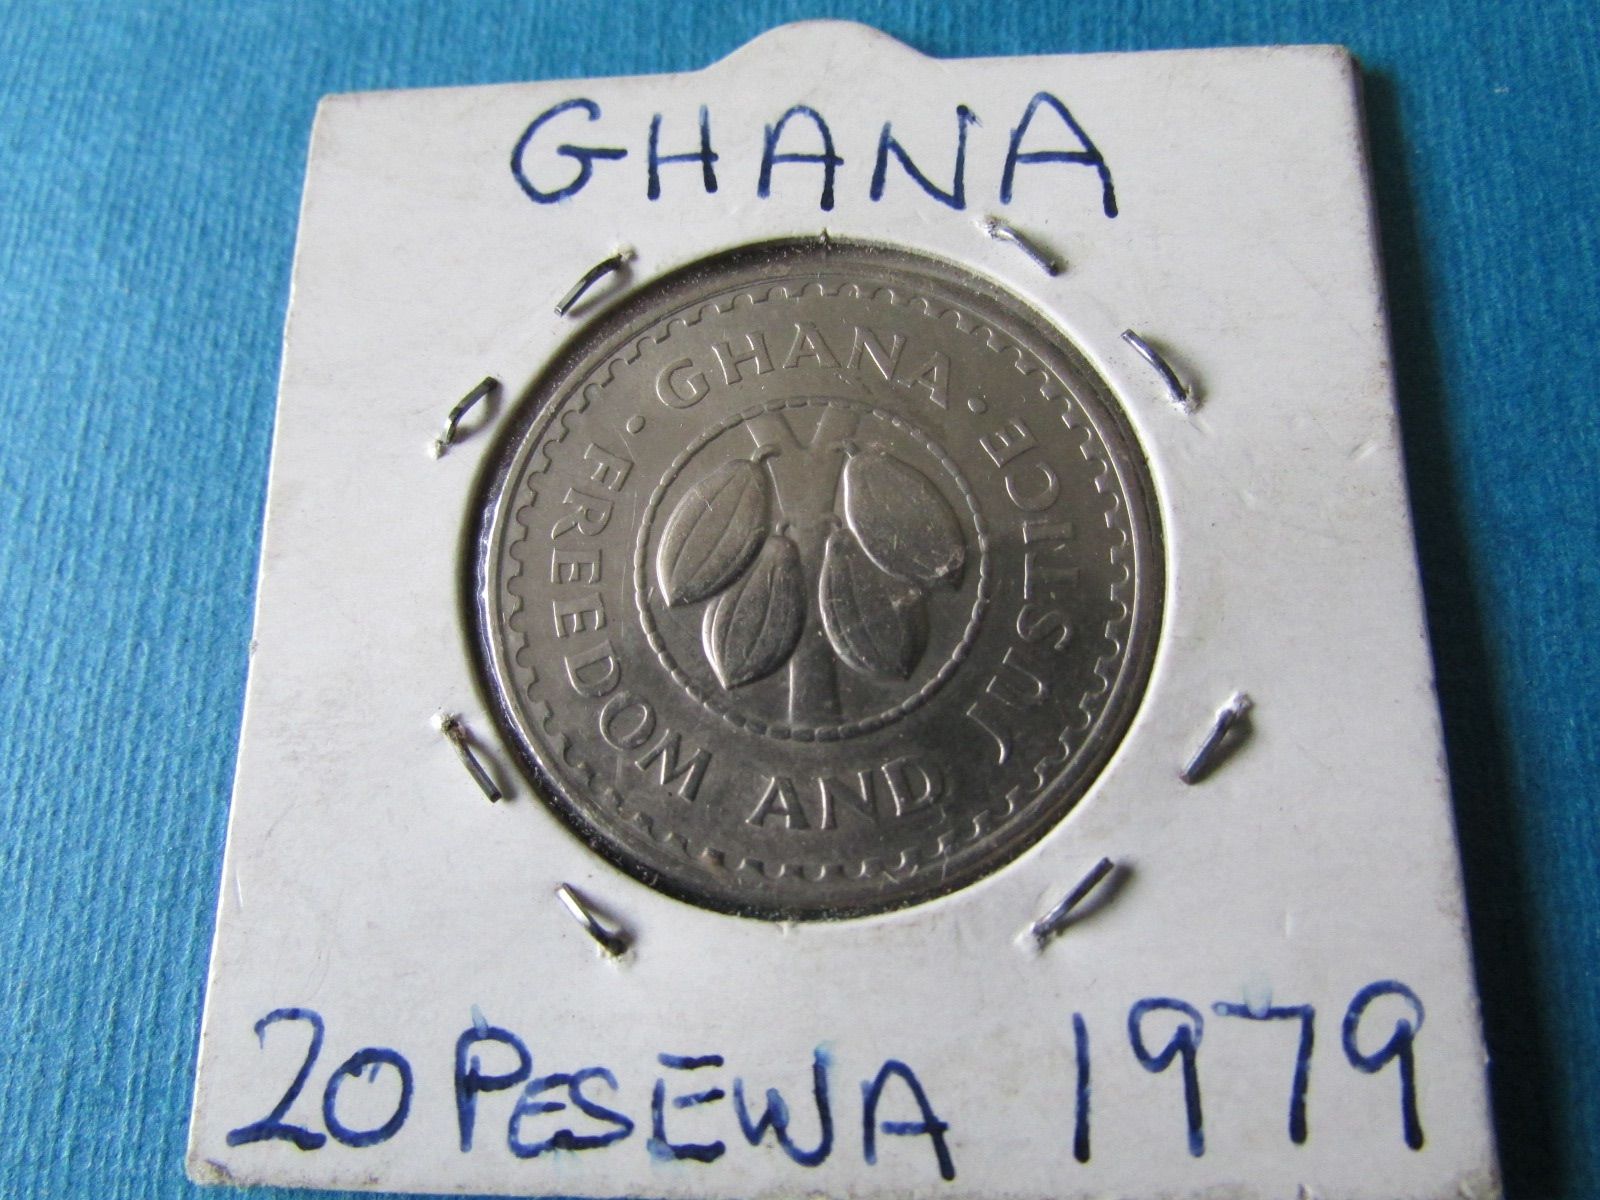 GHANA
· GHANA ·
FREEDOM AND JUSTICE
20 PESEWA 1979